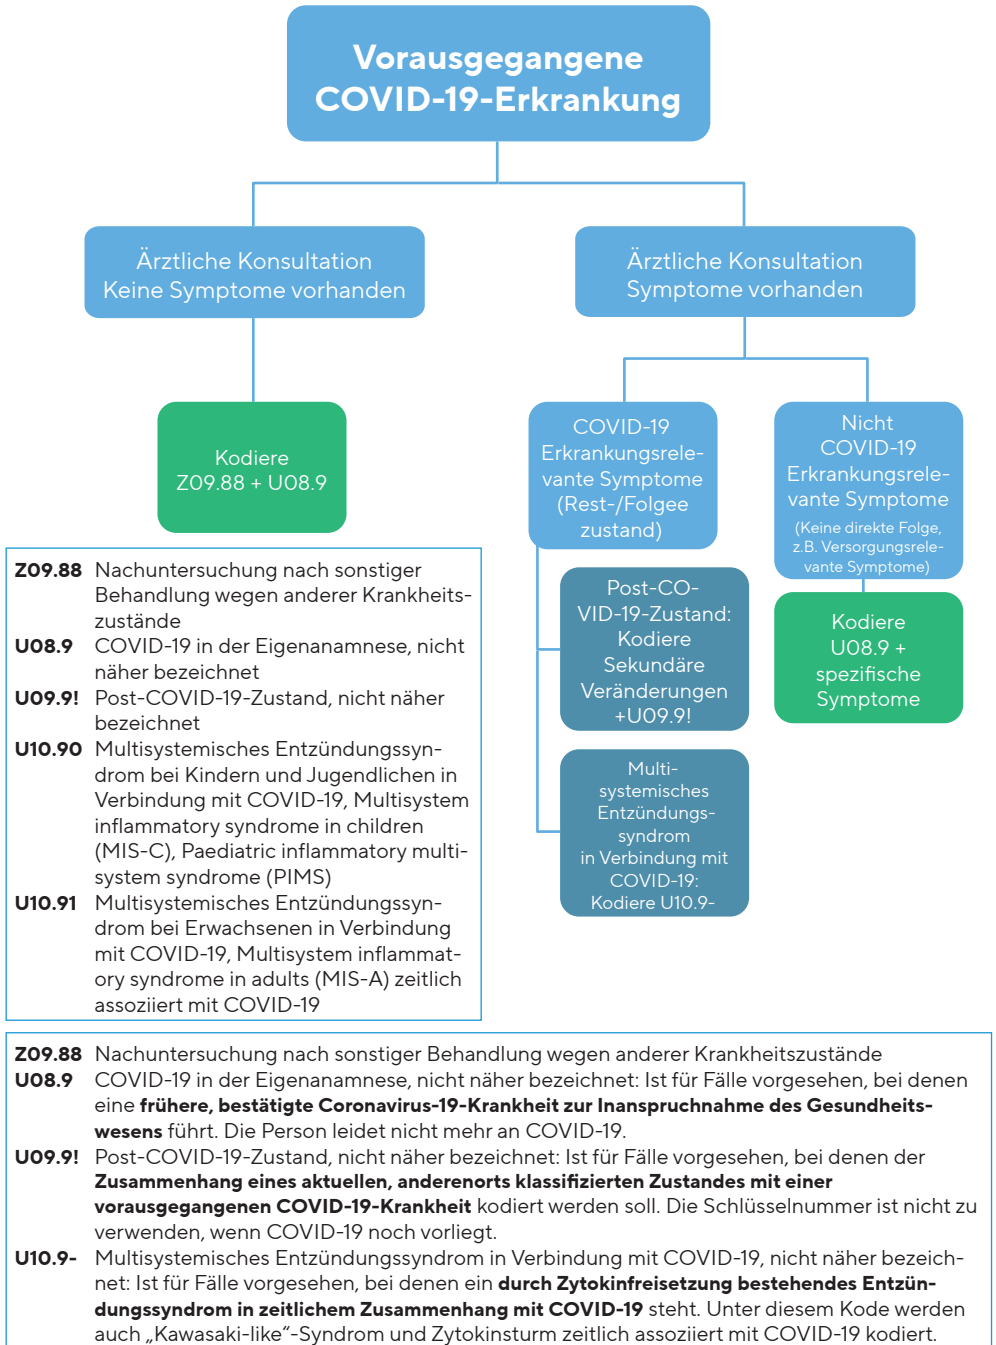 Vorausgegangene
COVID-19-Erkrankung
Ärztliche Konsultation
Keine Symptome vorhanden
Ärztliche Konsultation
Symptome vorhanden
Kodiere
Z09.88 + U08.9
COVID-19
Erkrankungsrele-
vante Symptome
(Rest-/Folgee
zustand)
Nicht
COVID-19
Erkrankungsrele-
vante Symptome
(Keine direkte Folge,
z.B. Versorgungsrele-
vante Symptome)
Post-CO-
VID-19-Zustand:
Kodiere
Sekundäre
Veränderungen
+U09.9!
Kodiere
U08.9 +
spezifische
Symptome
Multi-
systemisches
Entzündungs-
syndrom
in Verbindung mit
COVID-19:
Kodiere U10.9-
Z09.88 Nachuntersuchung nach sonstiger
Behandlung wegen anderer Krankheits-
zustände
U08.9 COVID-19 in der Eigenanamnese, nicht
näher bezeichnet
U09.9! Post-COVID-19-Zustand, nicht näher
bezeichnet
U10.90 Multisystemisches Entzündungssyn-
drom bei Kindern und Jugendlichen in
Verbindung mit COVID-19, Multisystem
inflammatory syndrome in children
(MIS-C), Paediatric inflammatory multi-
system syndrome (PIMS)
U10.91 Multisystemisches Entzündungssyn-
drom bei Erwachsenen in Verbindung
mit COVID-19, Multisystem inflammat-
ory syndrome in adults (MIS-A) zeitlich
assoziiert mit COVID-19
Z09.88 Nachuntersuchung nach sonstiger Behandlung wegen anderer Krankheitszustände
U08.9 COVID-19 in der Eigenanamnese, nicht näher bezeichnet: Ist für Fälle vorgesehen, bei denen
eine frühere, bestätigte Coronavirus-19-Krankheit zur Inanspruchnahme des Gesundheits-
wesens führt. Die Person leidet nicht mehr an COVID-19.
U09.9! Post-COVID-19-Zustand, nicht näher bezeichnet: Ist für Fälle vorgesehen, bei denen der
Zusammenhang eines aktuellen, anderenorts klassifizierten Zustandes mit einer
vorausgegangenen COVID-19-Krankheit kodiert werden soll. Die Schlüsselnummer ist nicht zu
verwenden, wenn COVID-19 noch vorliegt.
U10.9- Multisystemisches Entzündungssyndrom in Verbindung mit COVID-19, nicht näher bezeich-
net: Ist für Fälle vorgesehen, bei denen ein durch Zytokinfreisetzung bestehendes Entzün-
dungssyndrom in zeitlichem Zusammenhang mit COVID-19 steht. Unter diesem Kode werden
auch „Kawasaki-like“-Syndrom und Zytokinsturm zeitlich assoziiert mit COVID-19 kodiert.